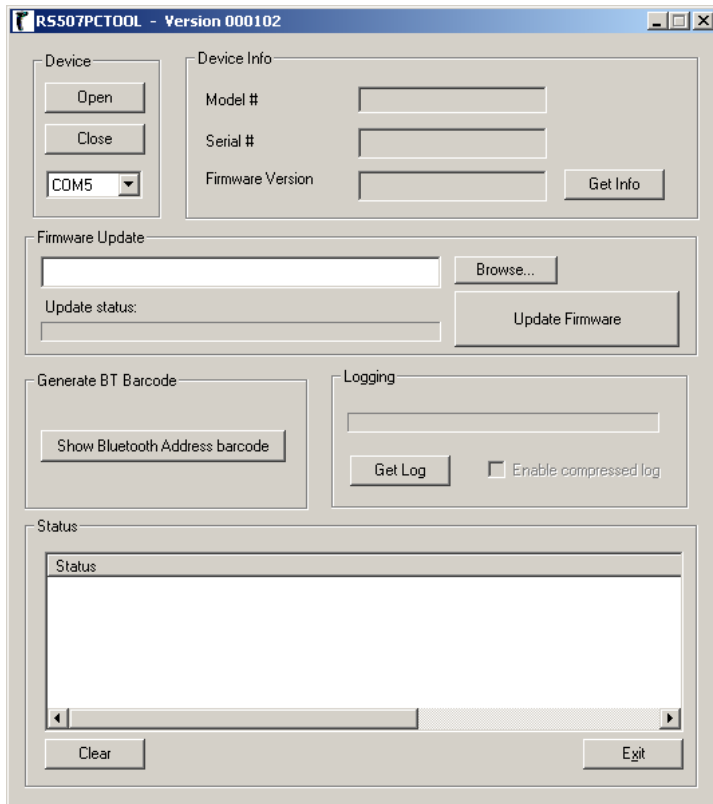 RS507PCTOOL - Version 000102
Device
Open
Close
COM5
Device Info
Model #
Serial #
Firmware Version
Get Info
Firmware Update
Browse...
Update status:
Update Firmware
Generate BT Barcode
Show Bluetooth Address barcode
Logging
Get Log
Enable compressed log
Status
Status
Clear
Exit